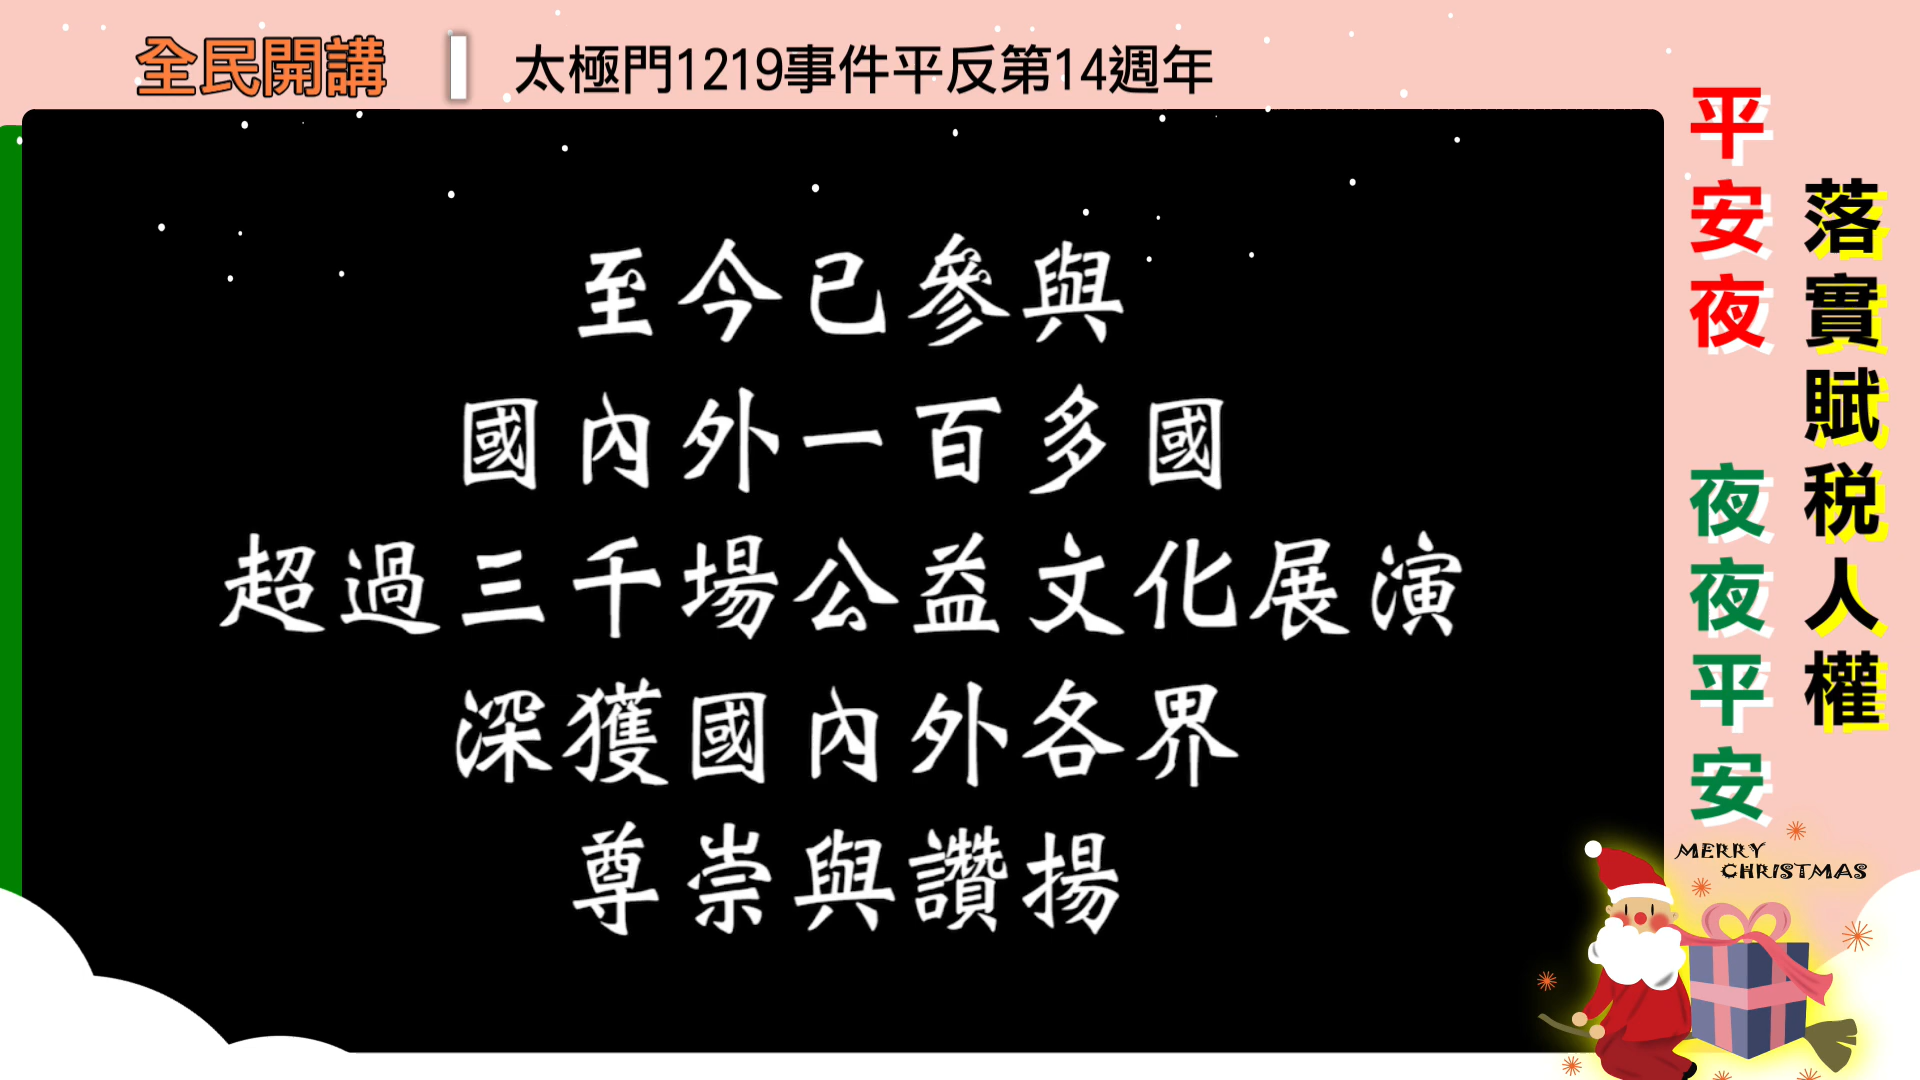 全民開講
太極門1219事件平反第14週年
至今已參與
國內外一百多國
超過三千場公益文化展演
深獲國內外各界
尊崇與讚揚
落實賦稅人權
平安夜 夜夜平安
MERRY
CHRISTMAS